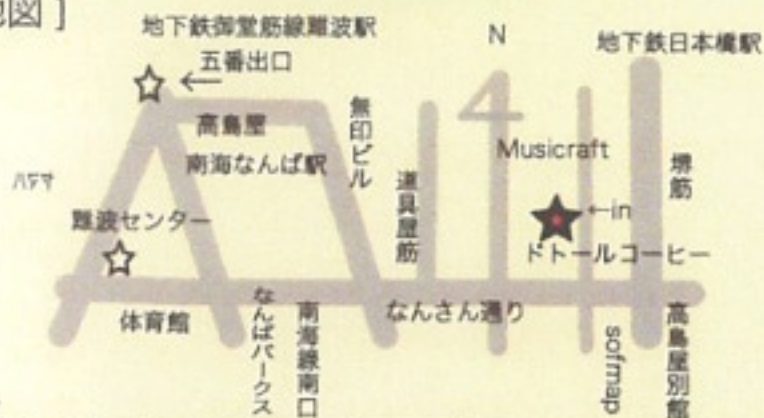 地図］
地下鉄御堂筋線難波駅
五番出口
←
N
地下鉄日本橋駅
高島屋
南海なんば駅
無印ビル
道具屋筋
Musicraft
堺筋
←in
ドトールコーヒー
難波センター
体育館
なんばパークス
南海線南口
なんさん通り
sofmap
高島屋別館